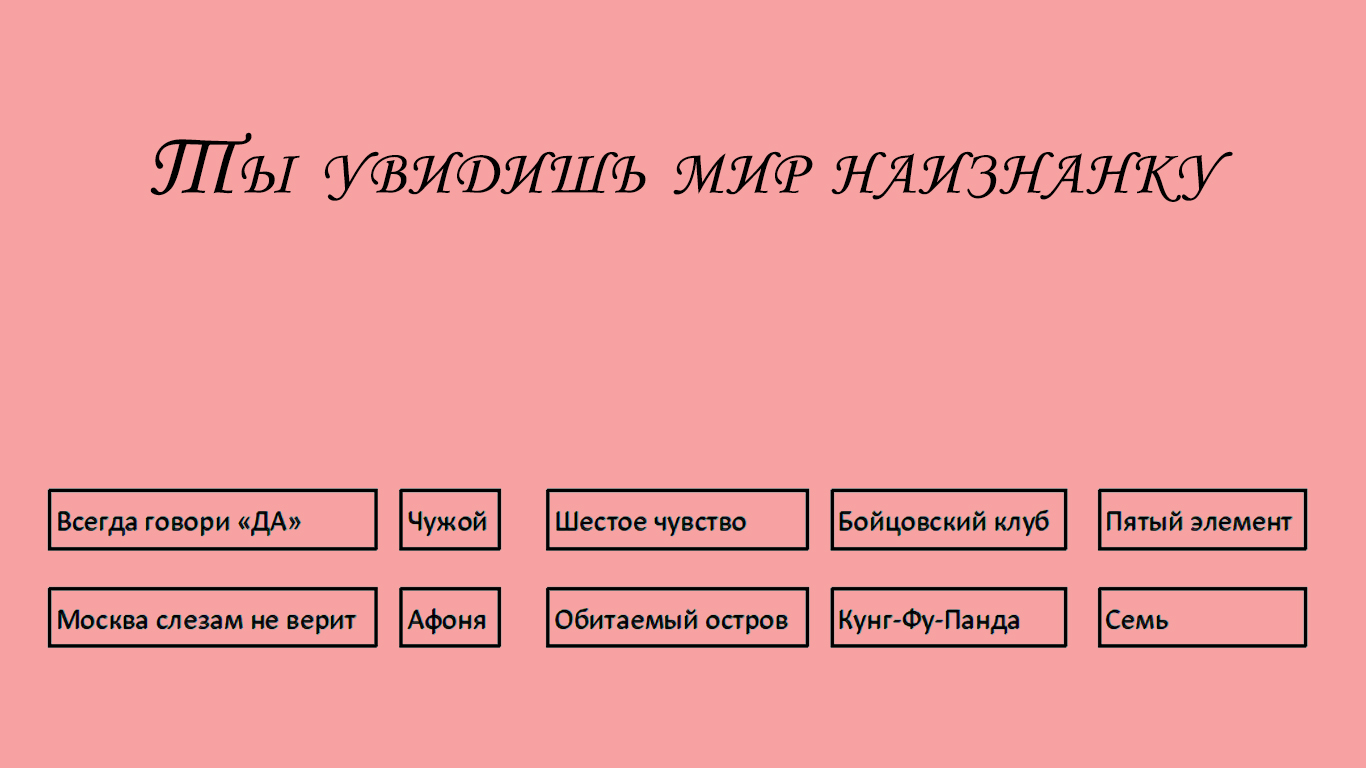 Ты увидишь мир наизнанку
Всегда говори «ДА» Чужой Шестое чувство Бойцовский клуб Пятый элемент
Москва слезам не верит Афоня Обитаемый остров Кунг-Фу-Панда Семь